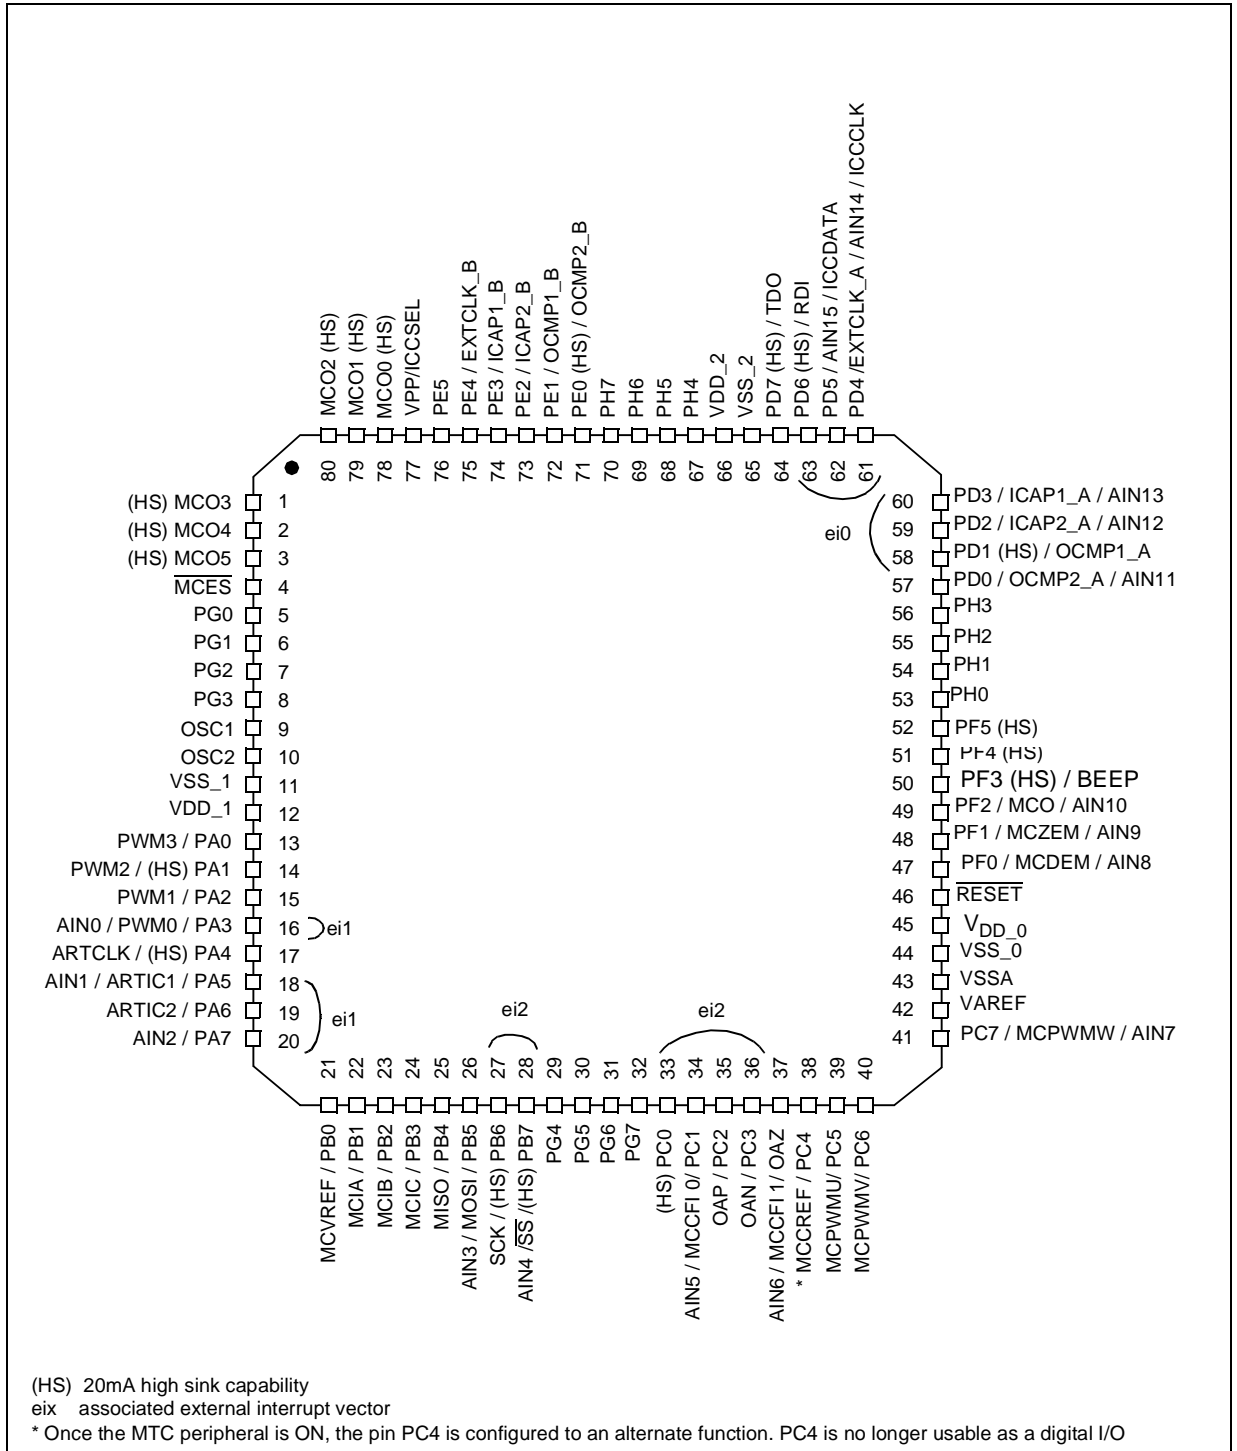 MCO2 (HS)
MCO1 (HS)
MCO0 (HS)
VPP/ICCSEL
PE5
PE4 / EXTCLK_B
PE3 / ICAP1_B
PE2 / ICAP2_B
PE1 / OCMP1_B
PE0 (HS) / OCMP2_B
PH7
PH6
PH5
PH4
VDD_2
VSS_2
PD7 (HS) / TDO
PD6 (HS) / RDI
PD5 / AIN15 / ICCDATA
PD4 /EXTCLK_A / AIN14 / ICCCLK
80
79
78
77
76
75
74
73
72
71
70
69
68
67
66
65
64
63
62
61
(HS) MCO3 1
(HS) MCO4 2
(HS) MCO5 3
MCES 4
PG0 5
PG1 6
PG2 7
PG3 8
OSC1 9
OSC2 10
VSS_1 11
VDD_1 12
PWM3 / PA0 13
PWM2 / (HS) PA1 14
PWM1 / PA2 15
AIN0 / PWM0 / PA3 16 ei1
ARTCLK / (HS) PA4 17
AIN1 / ARTIC1 / PA5 18
ARTIC2 / PA6 19
ei1
AIN2 / PA7 20
60 PD3 / ICAP1_A / AIN13
ei0
59 PD2 / ICAP2_A / AIN12
58 PD1 (HS) / OCMP1_A
57 PD0 / OCMP2_A / AIN11
56 PH3
55 PH2
54 PH1
53 PH0
52 PF5 (HS)
51 PF4 (HS)
50 PF3 (HS) / BEEP
49 PF2 / MCO / AIN10
48 PF1 / MCZEM / AIN9
47 PF0 / MCDEM / AIN8
46 RESET
45 VDD_0
44 VSS_0
43 VSSA
42 VAREF
41 PC7 / MCPWMW / AIN7
ei2
ei2
21
22
23
24
25
26
27
28
29
30
31
32
33
34
35
36
37
38
39
40
MCVREF / PB0
MCIA / PB1
MCIB / PB2
MCIC / PB3
MISO / PB4
AIN3 / MOSI / PB5
SCK / (HS) PB6
AIN4 /SS /(HS) PB7
PG4
PG5
PG6
PG7
(HS) PC0
AIN5 / MCCFI 0/ PC1
OAP / PC2
OAN / PC3
AIN6 / MCCFI 1/ OAZ
* MCCREF / PC4
MCPWMU/ PC5
MCPWMV/ PC6
(HS) 20mA high sink capability
eix associated external interrupt vector
* Once the MTC peripheral is ON, the pin PC4 is configured to an alternate function. PC4 is no longer usable as a digital I/O